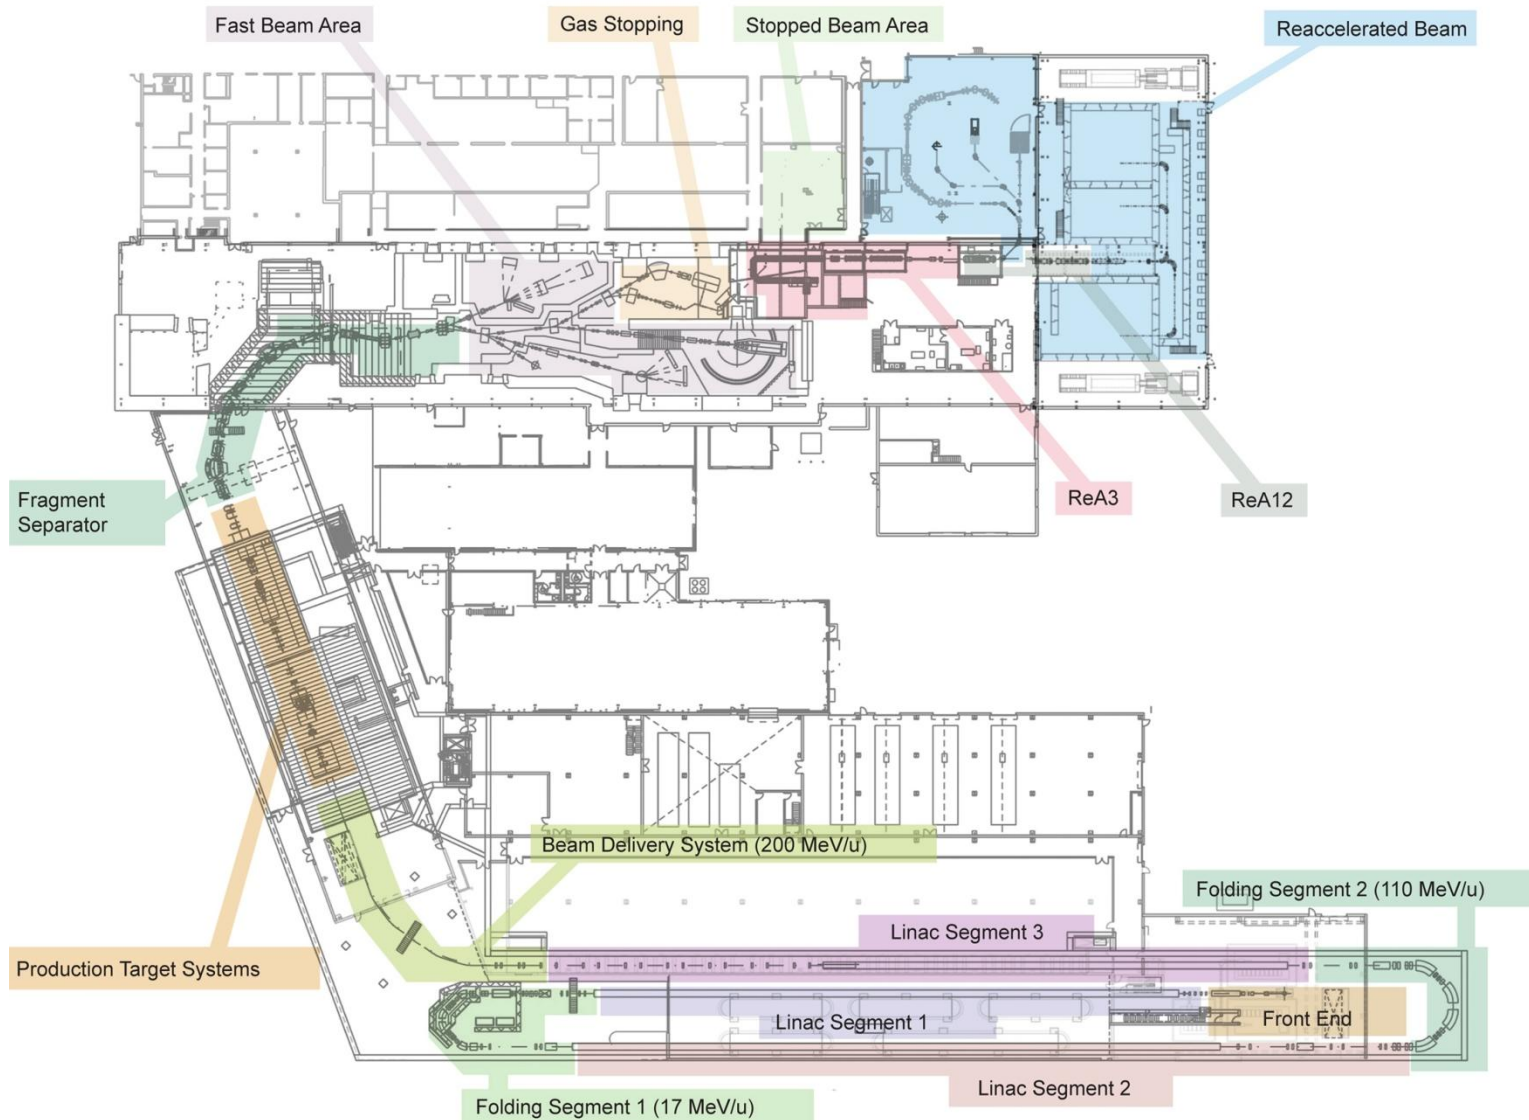 Fast Beam Area
Gas Stopping
Stopped Beam Area
Reaccelerated Beam
Fragment
Separator
ReA3
ReA12
Beam Delivery System (200 MeV/u)
Folding Segment 2 (110 MeV/u)
Linac Segment 3
Production Target Systems
Linac Segment 1
Front End
Linac Segment 2
Folding Segment 1 (17 MeV/u)